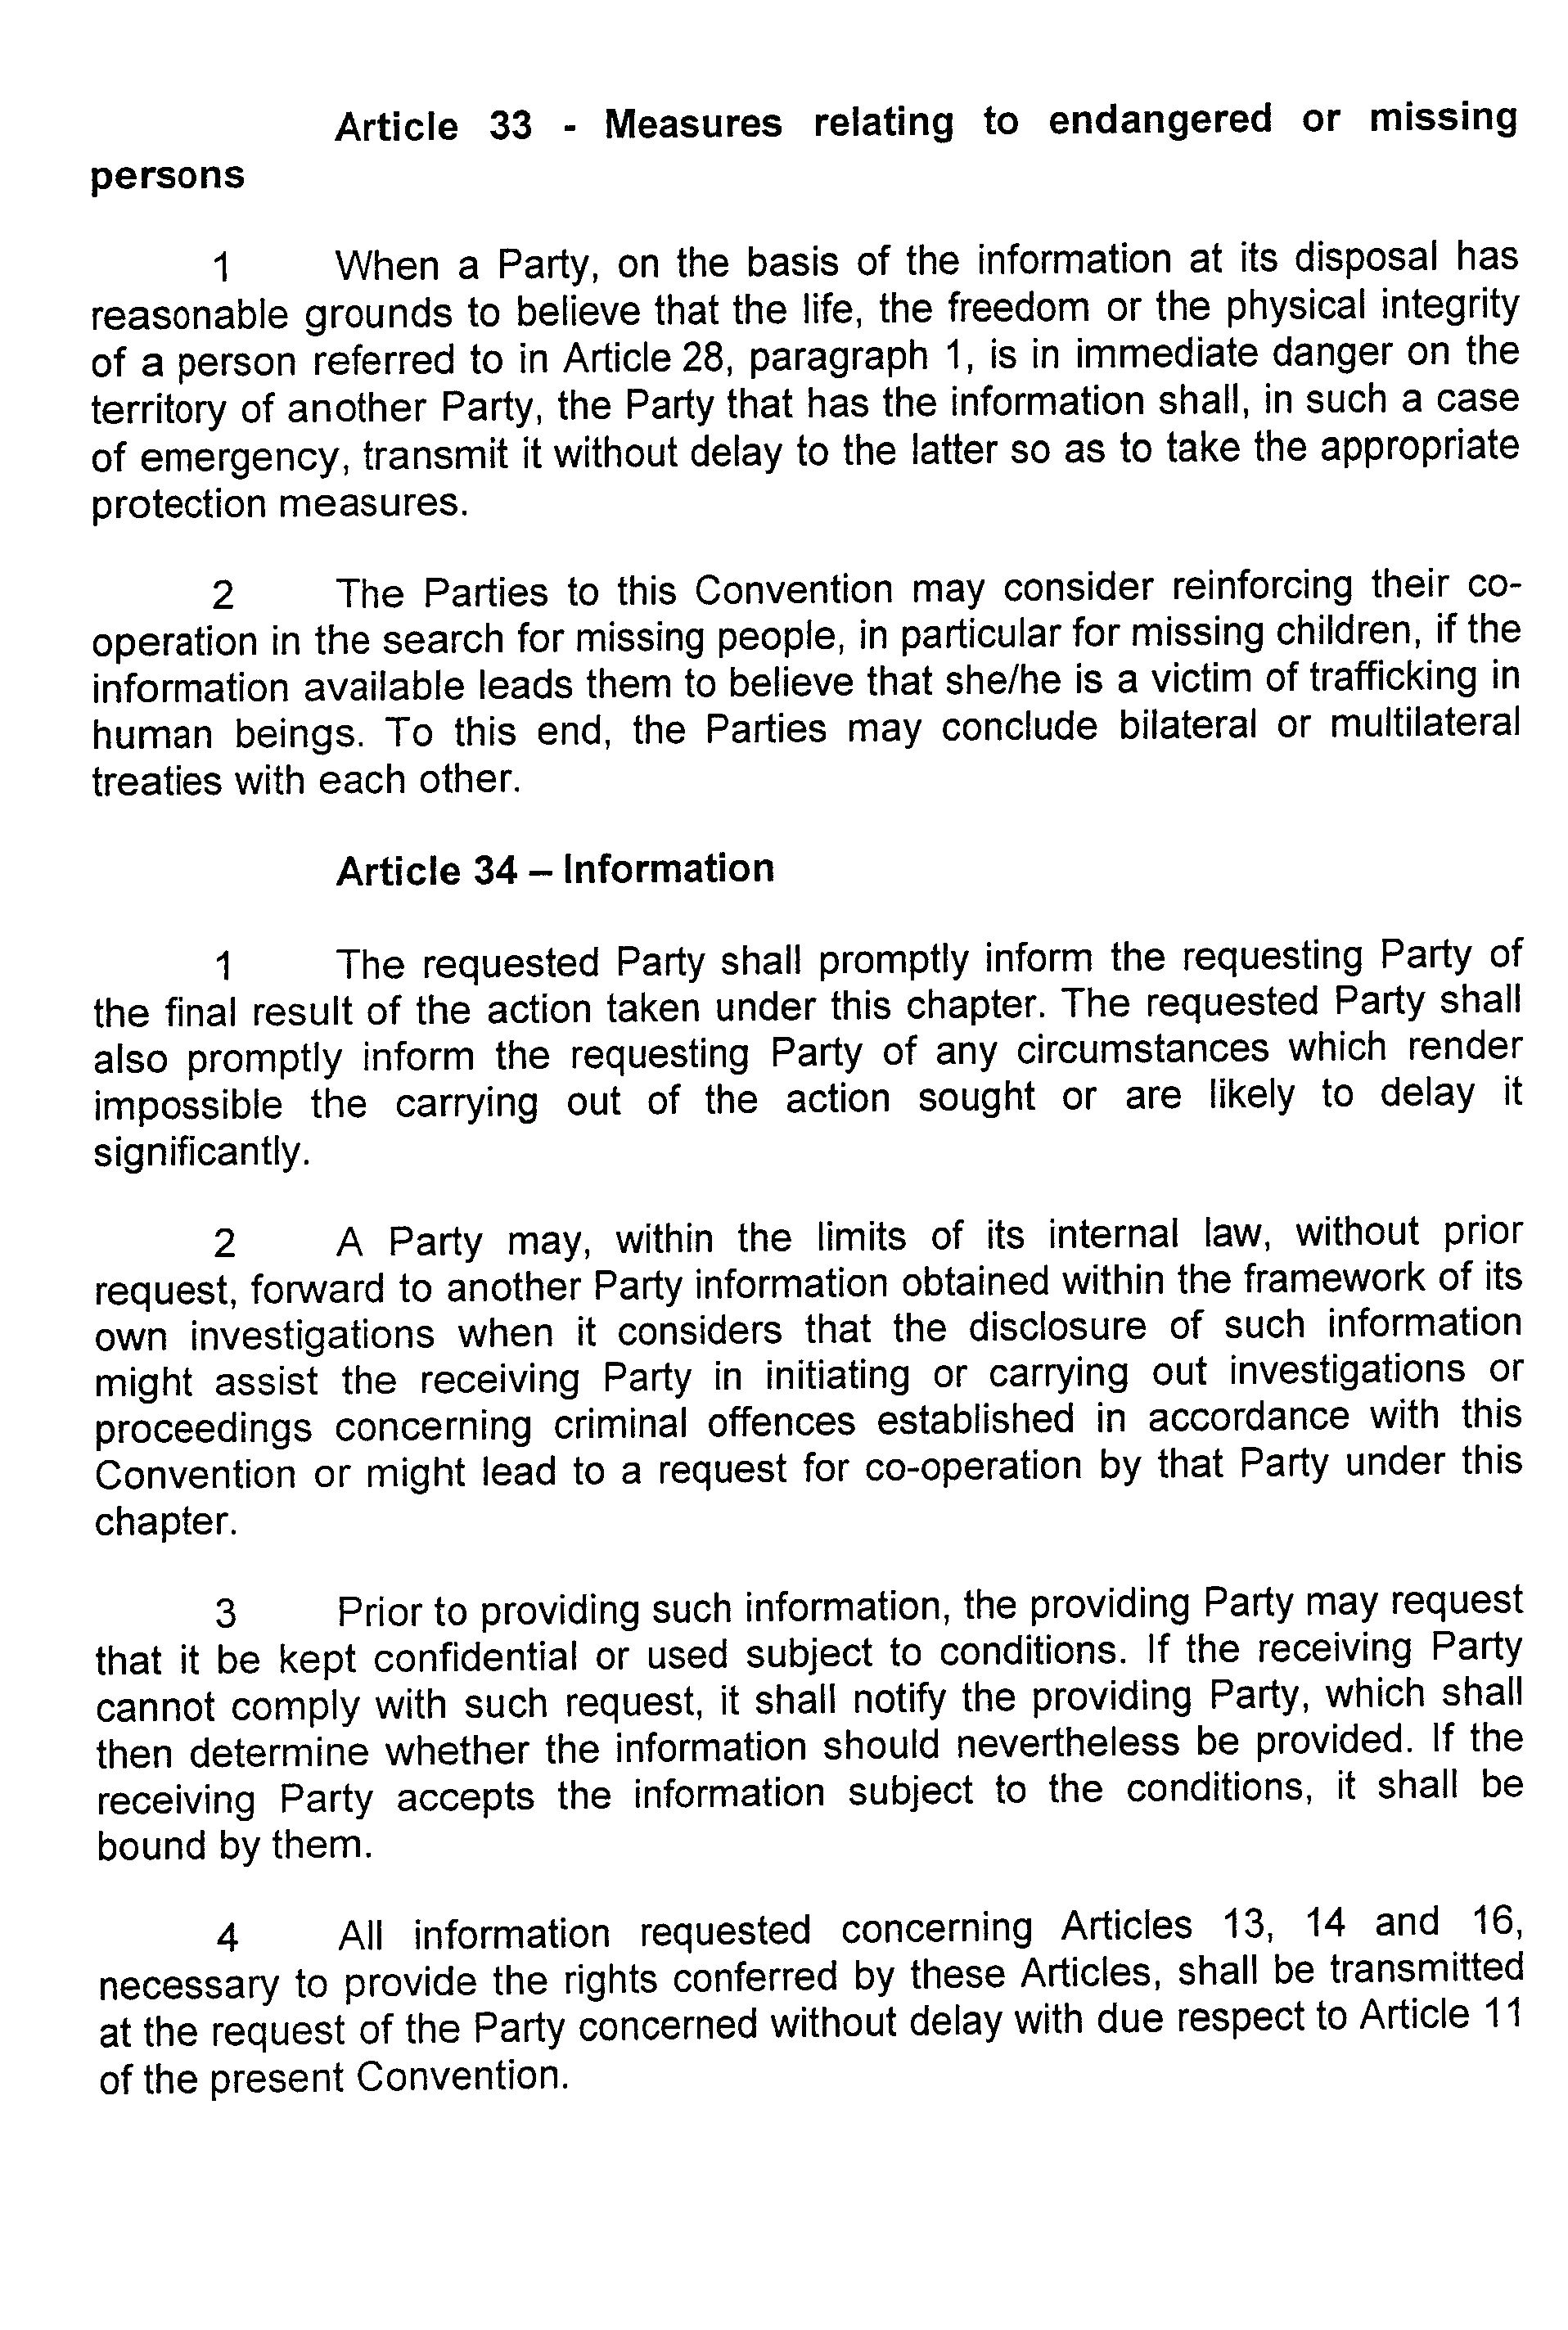 Article 33 - Measures relating to endangered or missing
persons
1 When a Party, on the basis of the information at its disposal has
reasonable grounds to believe that the life, the freedom or the physical integrity
of a person referred to in Article 28, paragraph 1, is in immediate danger on the
territory of another Party, the Party that has the information shall, in such a case
of emergency, transmit it without delay to the latter so as to take the appropriate
protection measures.
2 The Parties to this Convention may consider reinforcing their co-
operation in the search for missing people, in particular for missing children, if the
information available leads them to believe that she/he is a victim of trafficking in
human beings. To this end, the Parties may conclude bilateral or multilateral
treaties with each other.
Article 34 – Information
1 The requested Party shall promptly inform the requesting Party of
the final result of the action taken under this chapter. The requested Party shall
also promptly inform the requesting Party of any circumstances which render
impossible the carrying out of the action sought or are likely to delay it
significantly.
2 A Party may, within the limits of its internal law, without prior
request, forward to another Party information obtained within the framework of its
own investigations when it considers that the disclosure of such information
might assist the receiving Party in initiating or carrying out investigations or
proceedings concerning criminal offences established in accordance with this
Convention or might lead to a request for co-operation by that Party under this
chapter.
3 Prior to providing such information, the providing Party may request
that it be kept confidential or used subject to conditions. If the receiving Party
cannot comply with such request, it shall notify the providing Party, which shall
then determine whether the information should nevertheless be provided. If the
receiving Party accepts the information subject to the conditions, it shall be
bound by them.
4 All information requested concerning Articles 13, 14 and 16,
necessary to provide the rights conferred by these Articles, shall be transmitted
at the request of the Party concerned without delay with due respect to Article 11
of the present Convention.